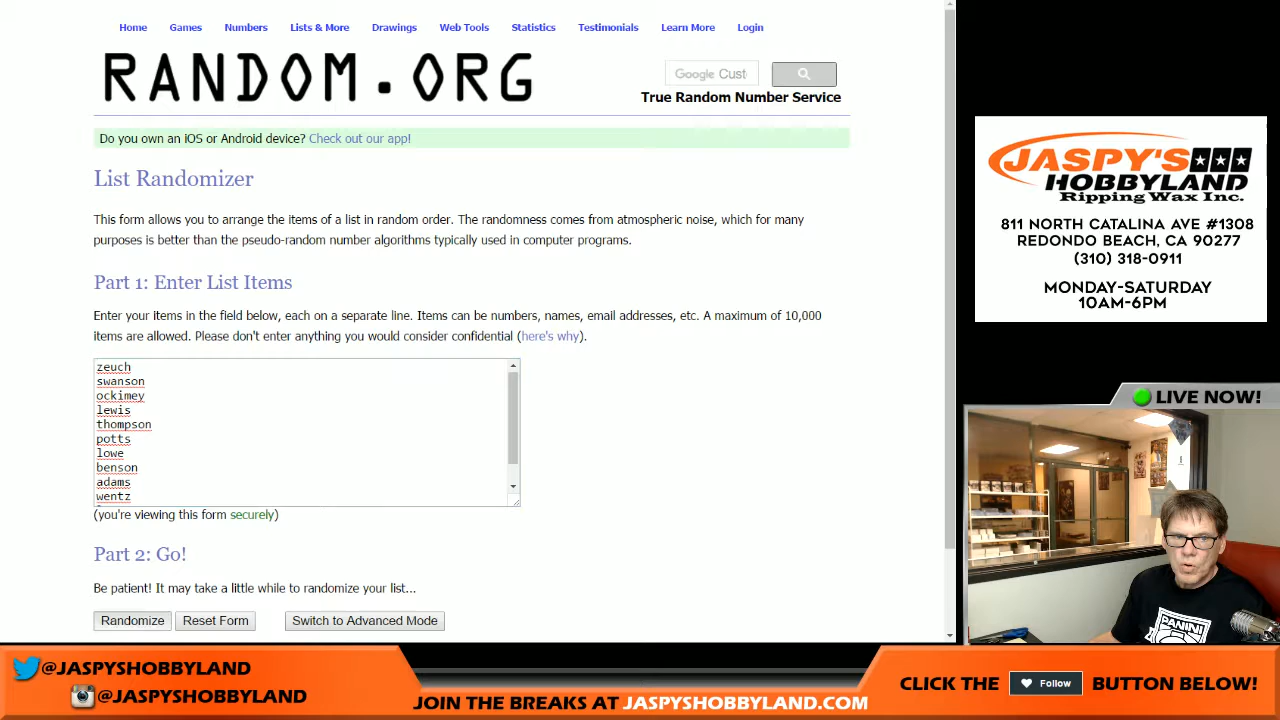 Home Games Numbers Lists & More Drawings Web Tools Statistics Testimonials Learn More Login
RANDOM.ORG
Google Cust
True Random Number Service
Do you own an iOS or Android device? Check out our app!
List Randomizer
This form allows you to arrange the items of a list in random order. The randomness comes from atmospheric noise, which for many
purposes is better than the pseudo-random number algorithms typically used in computer programs.
Part 1: Enter List Items
Enter your items in the field below, each on a separate line. Items can be numbers, names, email addresses, etc. A maximum of 10,000
items are allowed. Please don't enter anything you would consider confidential (here's why).
zeuch
swanson
ockimey
lewis
thompson
potts
lowe
benson
adams
wentz
(you're viewing this form securely)
Part 2: Go!
Be patient! It may take a little while to randomize your list...
Randomize Reset Form Switch to Advanced Mode
JASPY'S
HOBBYLAND
Ripping Wax Inc.
811 NORTH CATALINA AVE #1308
REDONDO BEACH, CA 90277
(310) 318-0911
MONDAY-SATURDAY
10AM-6PM
LIVE NOW!
PANINI
@JASPYSHOBBYLAND
@JASPYSHOBBYLAND
JOIN THE BREAKS AT JASPYSHOBBYLAND.COM
CLICK THE Follow BUTTON BELOW!